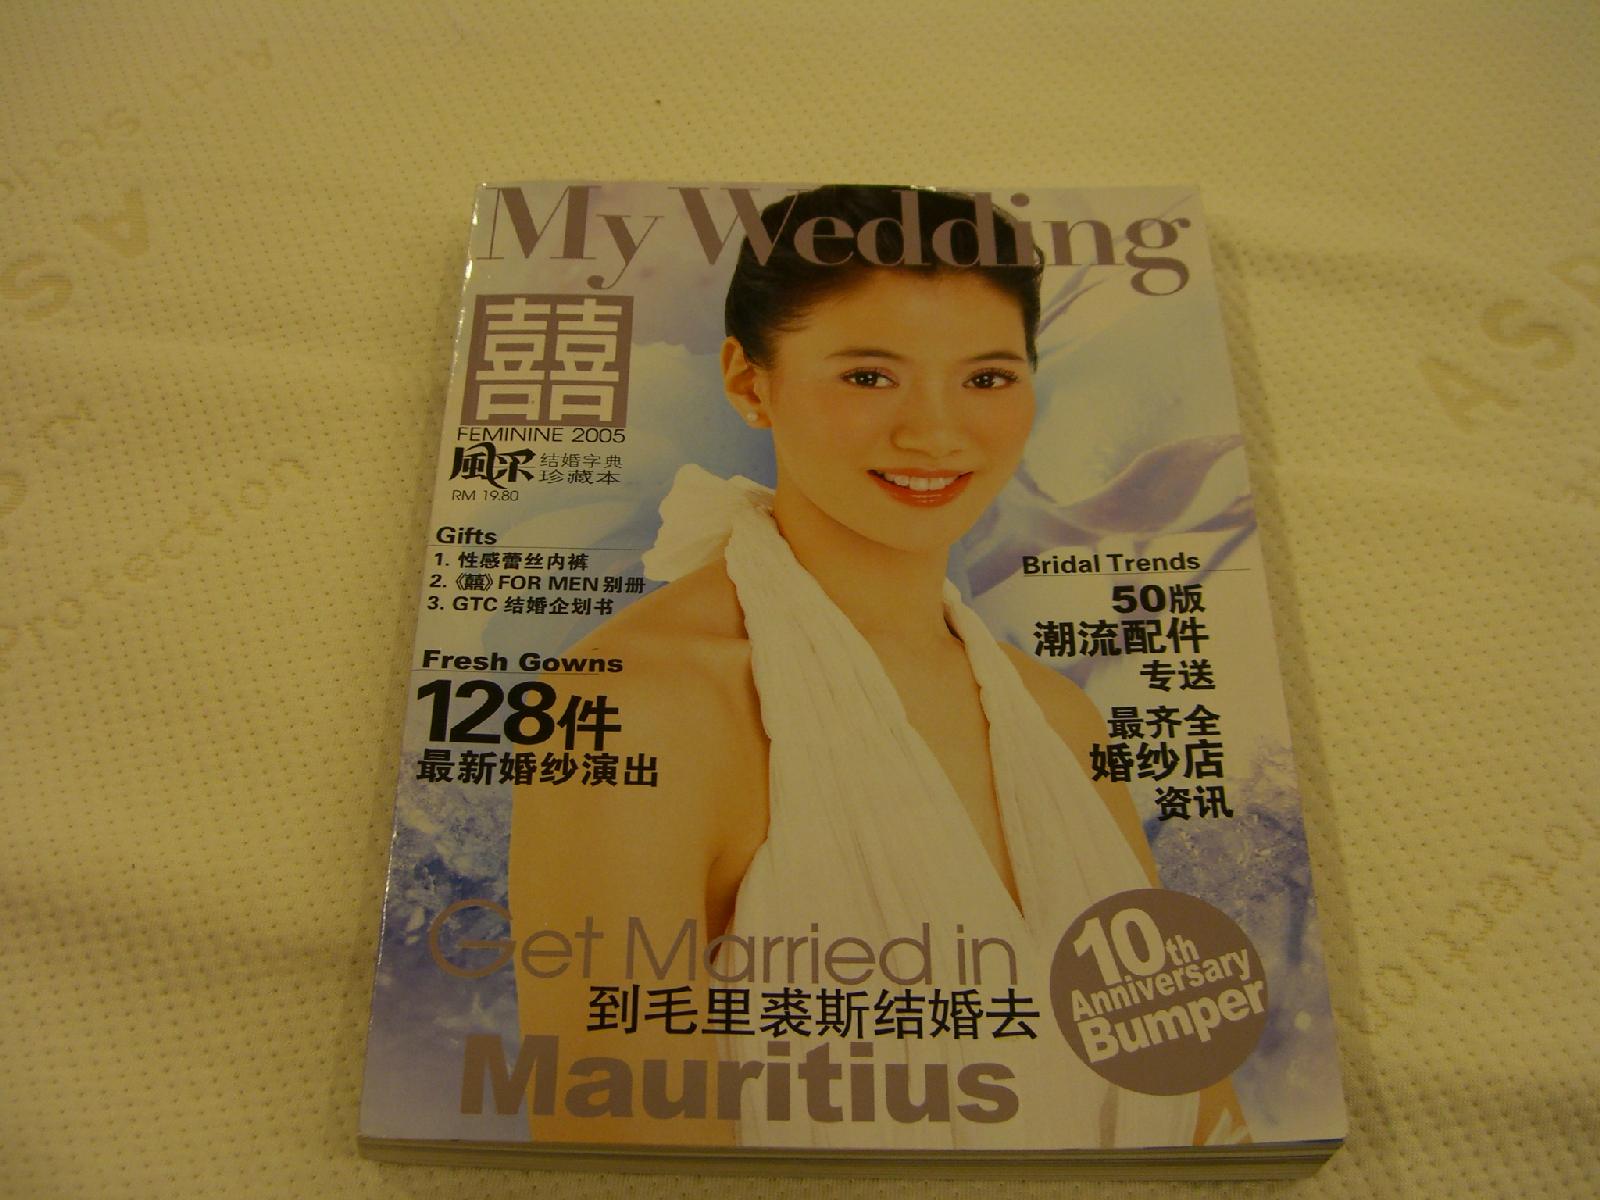 My Wedding
囍
FEMININE 2005
風采 结婚字典
珍藏本
RM 19.80
Gifts
1. 性感蕾丝内裤
2.《囍》FOR MEN 别册
3. GTC 结婚企划书
Fresh Gowns
128件
最新婚纱演出
Bridal Trends
50版
潮流配件
专送
最齐全
婚纱店
资讯
Get Married in
到毛里裘斯结婚去
Mauritius
10th
Anniversary
Bumper